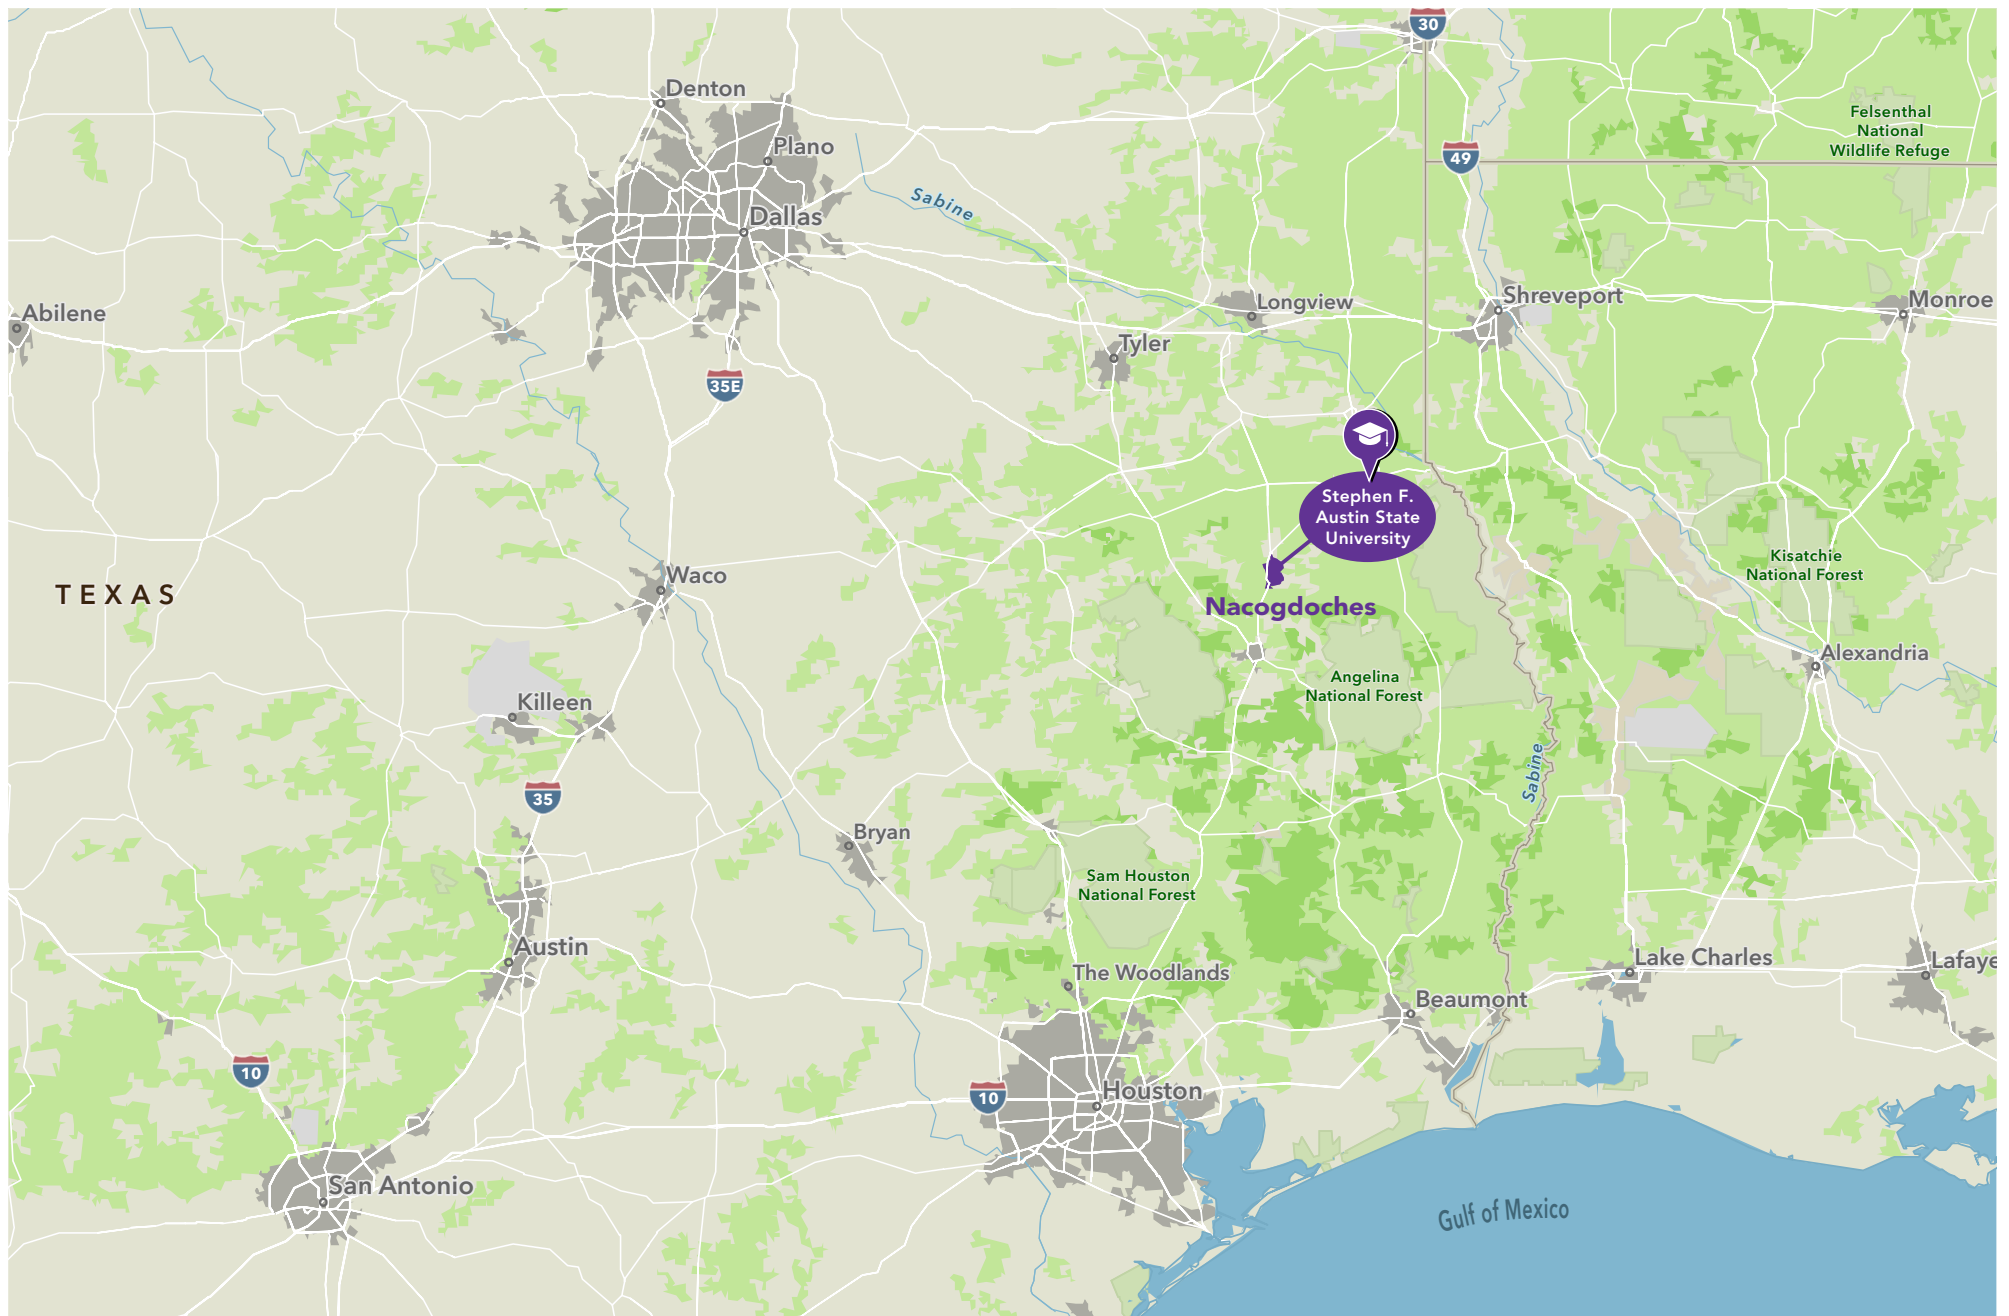 30
Denton
Felsenthal
National
Wildlife Refuge
Plano
49
Sabine
Dallas
Longview
Shreveport
Monroe
Abilene
Tyler
35E
Stephen F.
Austin State
University
Kisatchie
National Forest
Waco
TEXAS
Nacogdoches
Alexandria
Angelina
National Forest
Killeen
Sabine
35
Bryan
Sam Houston
National Forest
Austin
Lake Charles
Lafaye
The Woodlands
Beaumont
10
10
Houston
San Antonio
Gulf of Mexico